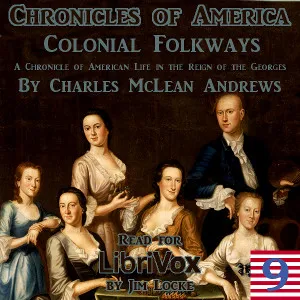 Chronicles of America
Colonial Folkways
A Chronicle of American Life in the Reign of the Georges
By Charles McLean Andrews
Read for
LibriVox
by Jim Locke
9